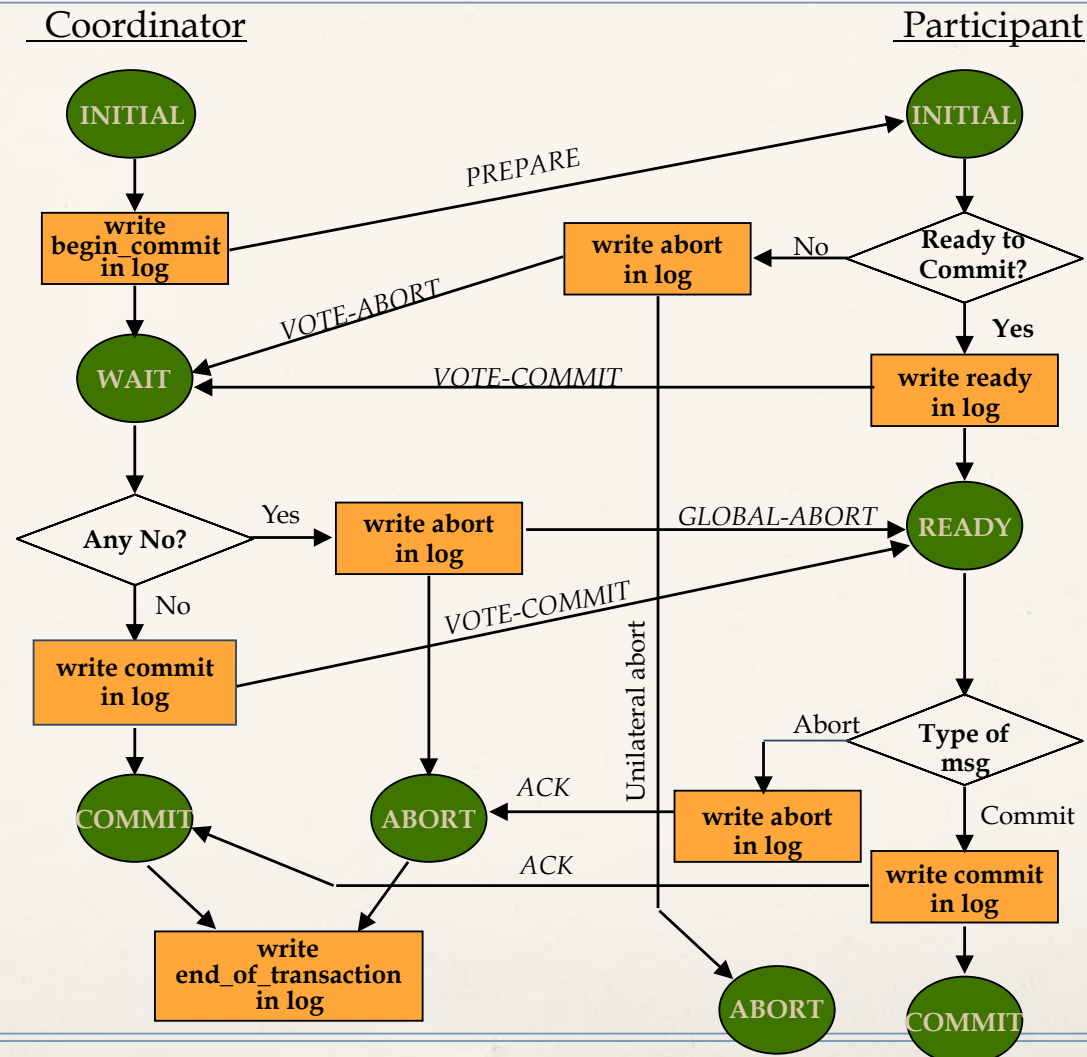 Coordinator
Participant
INITIAL
INITIAL
PREPARE
write
begin_commit
in log
write abort
in log
No
Ready to
Commit?
VOTE-ABORT
Yes
WAIT
VOTE-COMMIT
write ready
in log
Any No?
Yes
write abort
in log
GLOBAL-ABORT
READY
No
VOTE-COMMIT
write commit
in log
Unilateral abort
Abort
Type of
msg
COMMIT
ABORT
ACK
write abort
in log
Commit
ACK
write commit
in log
write
end_of_transaction
in log
ABORT
COMMIT